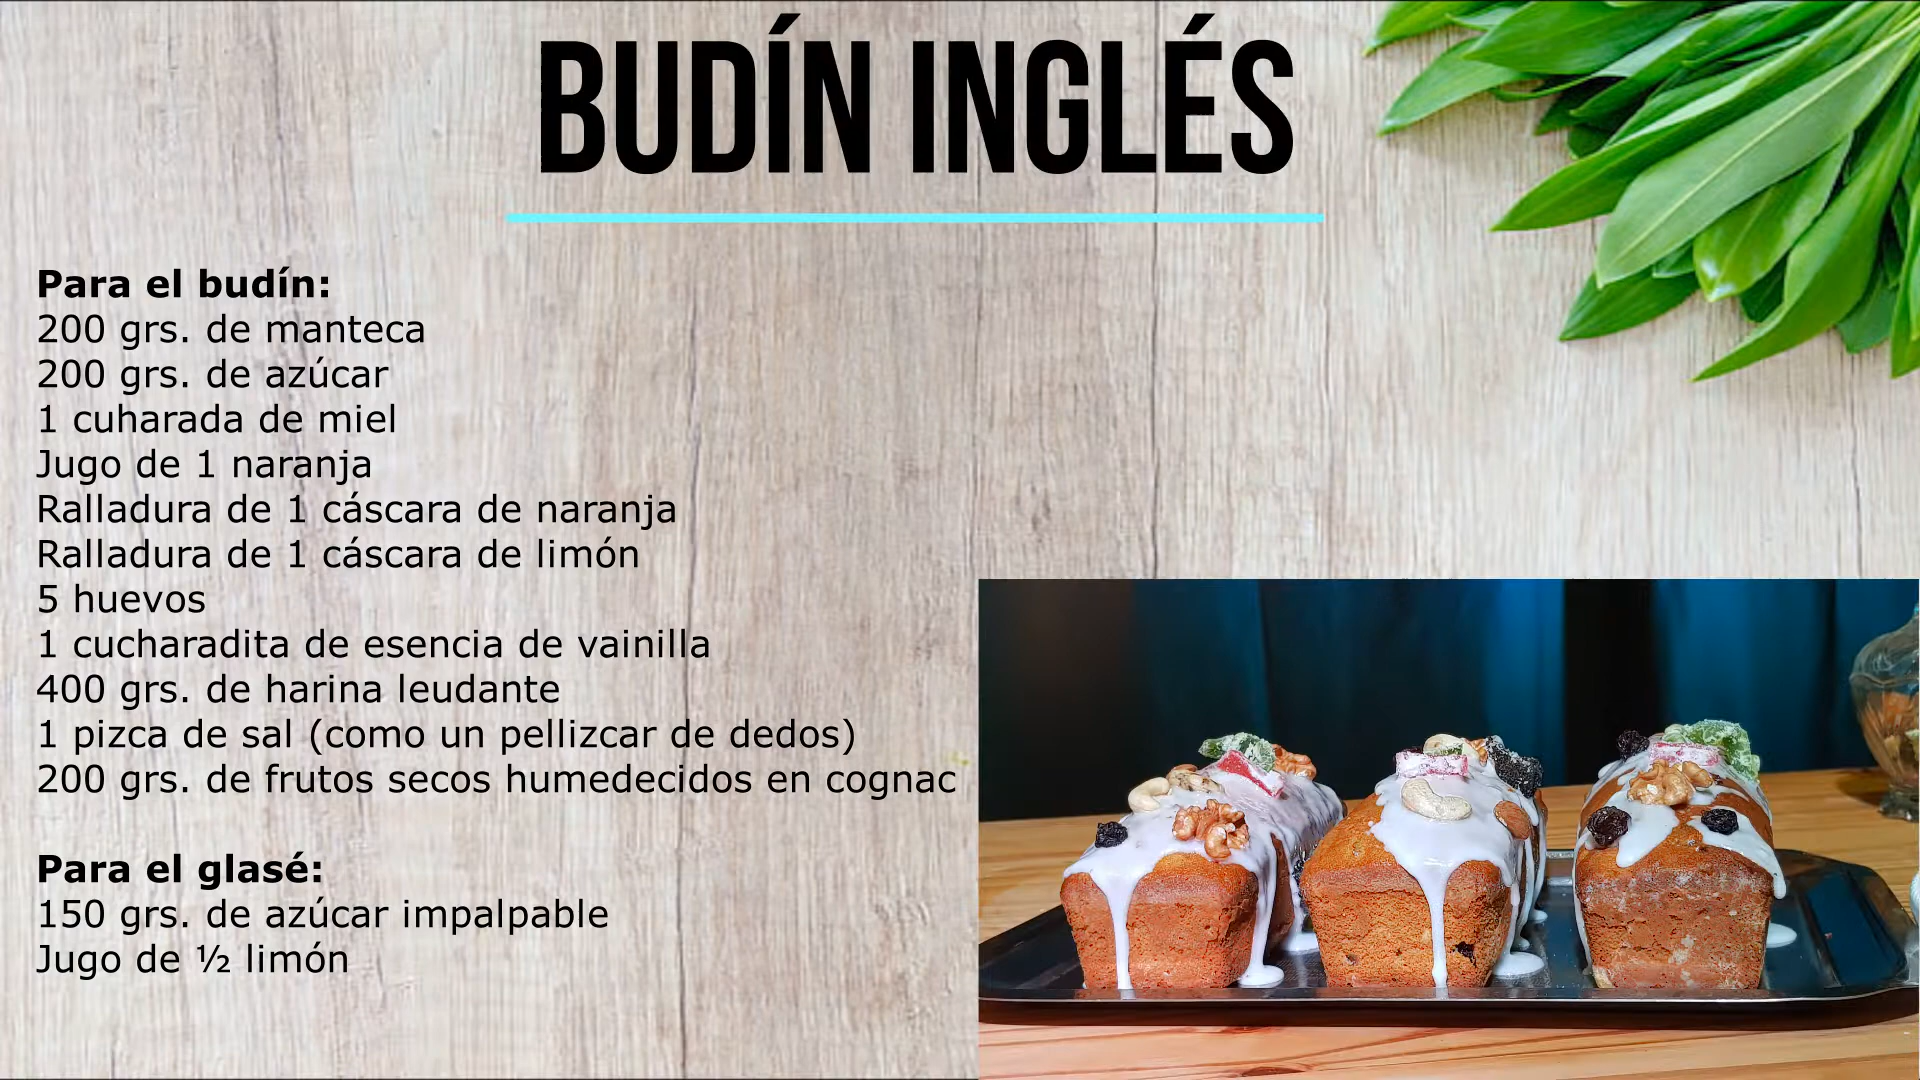 BUDÍN INGLÉS
Para el budín:
200 grs. de manteca
200 grs. de azúcar
1 cuharada de miel
Jugo de 1 naranja
Ralladura de 1 cáscara de naranja
Ralladura de 1 cáscara de limón
5 huevos
1 cucharadita de esencia de vainilla
400 grs. de harina leudante
1 pizca de sal (como un pellizcar de dedos)
200 grs. de frutos secos humedecidos en cognac
Para el glasé:
150 grs. de azúcar impalpable
Jugo de ½ limón